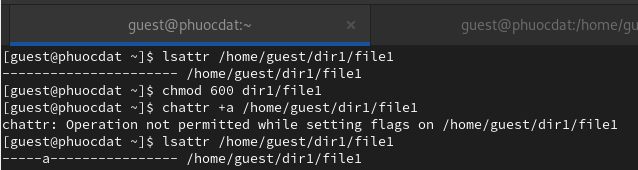 guest@phuocdat:~ × guest@phuocdat:/home/gu
[guest@phuocdat ~]$ lsattr /home/guest/dir1/file1
---------------------- /home/guest/dir1/file1
[guest@phuocdat ~]$ chmod 600 dir1/file1
[guest@phuocdat ~]$ chattr +a /home/guest/dir1/file1
chattr: Operation not permitted while setting flags on /home/guest/dir1/file1
[guest@phuocdat ~]$ lsattr /home/guest/dir1/file1
-----a---------------- /home/guest/dir1/file1